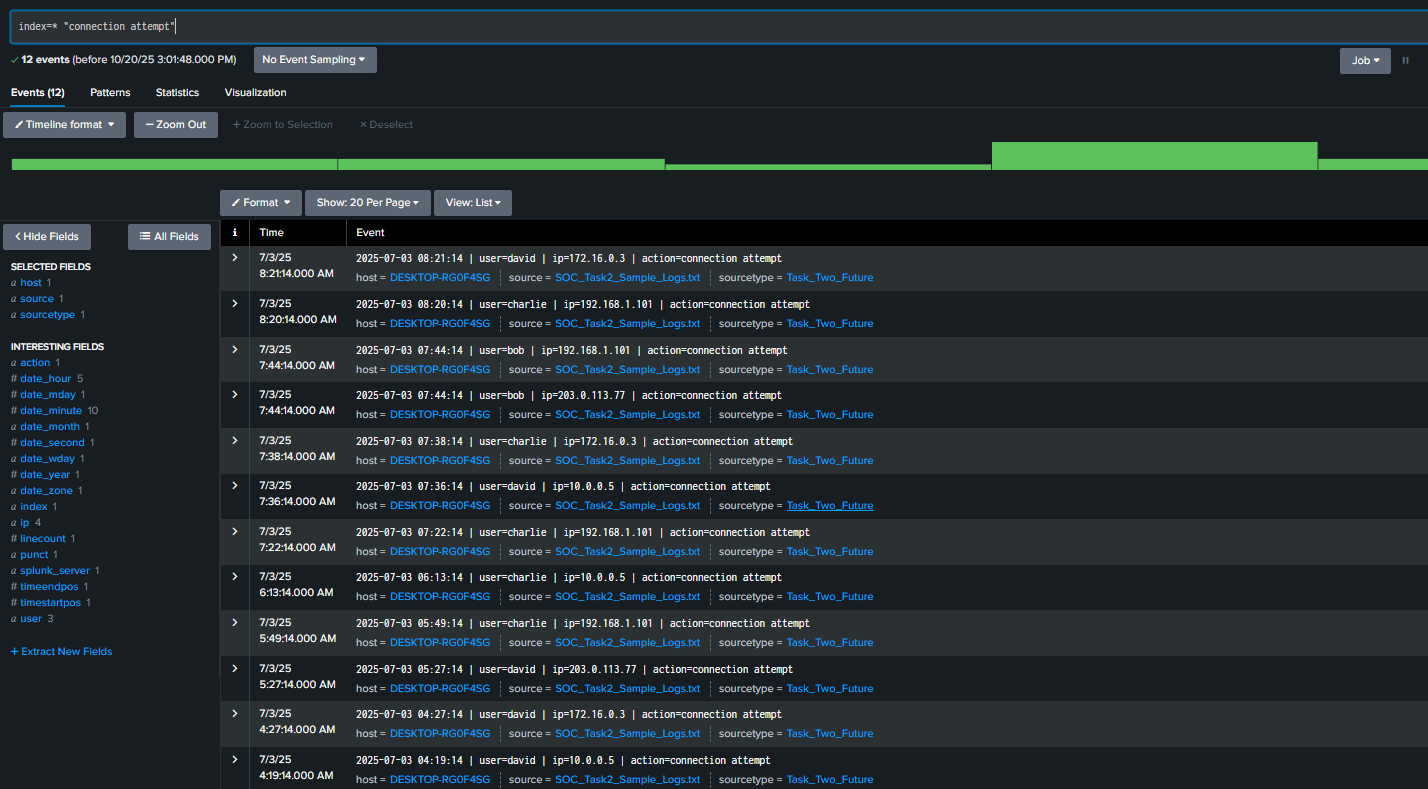 index=* "connection attempt"
✓ 12 events (before 10/20/25 3:01:48.000 PM) No Event Sampling ▾ Job ▾
Events (12) Patterns Statistics Visualization
Timeline format ▾ − Zoom Out + Zoom to Selection × Deselect
Format ▾ Show: 20 Per Page ▾ View: List ▾
< Hide Fields All Fields
SELECTED FIELDS
a host 1
a source 1
a sourcetype 1
INTERESTING FIELDS
a action 1
# date_hour 5
# date_mday 1
# date_minute 10
a date_month 1
# date_second 1
a date_wday 1
# date_year 1
a date_zone 1
a index 1
a ip 4
# linecount 1
a punct 1
a splunk_server 1
# timeendpos 1
# timestartpos 1
a user 3
+ Extract New Fields
i Time Event
> 7/3/25 2025-07-03 08:21:14 | user=david | ip=172.16.0.3 | action=connection attempt
8:21:14.000 AM host = DESKTOP-RG0F4SG source = SOC_Task2_Sample_Logs.txt sourcetype = Task_Two_Future
> 7/3/25 2025-07-03 08:20:14 | user=charlie | ip=192.168.1.101 | action=connection attempt
8:20:14.000 AM host = DESKTOP-RG0F4SG source = SOC_Task2_Sample_Logs.txt sourcetype = Task_Two_Future
> 7/3/25 2025-07-03 07:44:14 | user=bob | ip=192.168.1.101 | action=connection attempt
7:44:14.000 AM host = DESKTOP-RG0F4SG source = SOC_Task2_Sample_Logs.txt sourcetype = Task_Two_Future
> 7/3/25 2025-07-03 07:44:14 | user=bob | ip=203.0.113.77 | action=connection attempt
7:44:14.000 AM host = DESKTOP-RG0F4SG source = SOC_Task2_Sample_Logs.txt sourcetype = Task_Two_Future
> 7/3/25 2025-07-03 07:38:14 | user=charlie | ip=172.16.0.3 | action=connection attempt
7:38:14.000 AM host = DESKTOP-RG0F4SG source = SOC_Task2_Sample_Logs.txt sourcetype = Task_Two_Future
> 7/3/25 2025-07-03 07:36:14 | user=david | ip=10.0.0.5 | action=connection attempt
7:36:14.000 AM host = DESKTOP-RG0F4SG source = SOC_Task2_Sample_Logs.txt sourcetype = Task_Two_Future
> 7/3/25 2025-07-03 07:22:14 | user=charlie | ip=192.168.1.101 | action=connection attempt
7:22:14.000 AM host = DESKTOP-RG0F4SG source = SOC_Task2_Sample_Logs.txt sourcetype = Task_Two_Future
> 7/3/25 2025-07-03 06:13:14 | user=charlie | ip=10.0.0.5 | action=connection attempt
6:13:14.000 AM host = DESKTOP-RG0F4SG source = SOC_Task2_Sample_Logs.txt sourcetype = Task_Two_Future
> 7/3/25 2025-07-03 05:49:14 | user=charlie | ip=192.168.1.101 | action=connection attempt
5:49:14.000 AM host = DESKTOP-RG0F4SG source = SOC_Task2_Sample_Logs.txt sourcetype = Task_Two_Future
> 7/3/25 2025-07-03 05:27:14 | user=david | ip=203.0.113.77 | action=connection attempt
5:27:14.000 AM host = DESKTOP-RG0F4SG source = SOC_Task2_Sample_Logs.txt sourcetype = Task_Two_Future
> 7/3/25 2025-07-03 04:27:14 | user=david | ip=172.16.0.3 | action=connection attempt
4:27:14.000 AM host = DESKTOP-RG0F4SG source = SOC_Task2_Sample_Logs.txt sourcetype = Task_Two_Future
> 7/3/25 2025-07-03 04:19:14 | user=david | ip=10.0.0.5 | action=connection attempt
4:19:14.000 AM host = DESKTOP-RG0F4SG source = SOC_Task2_Sample_Logs.txt sourcetype = Task_Two_Future